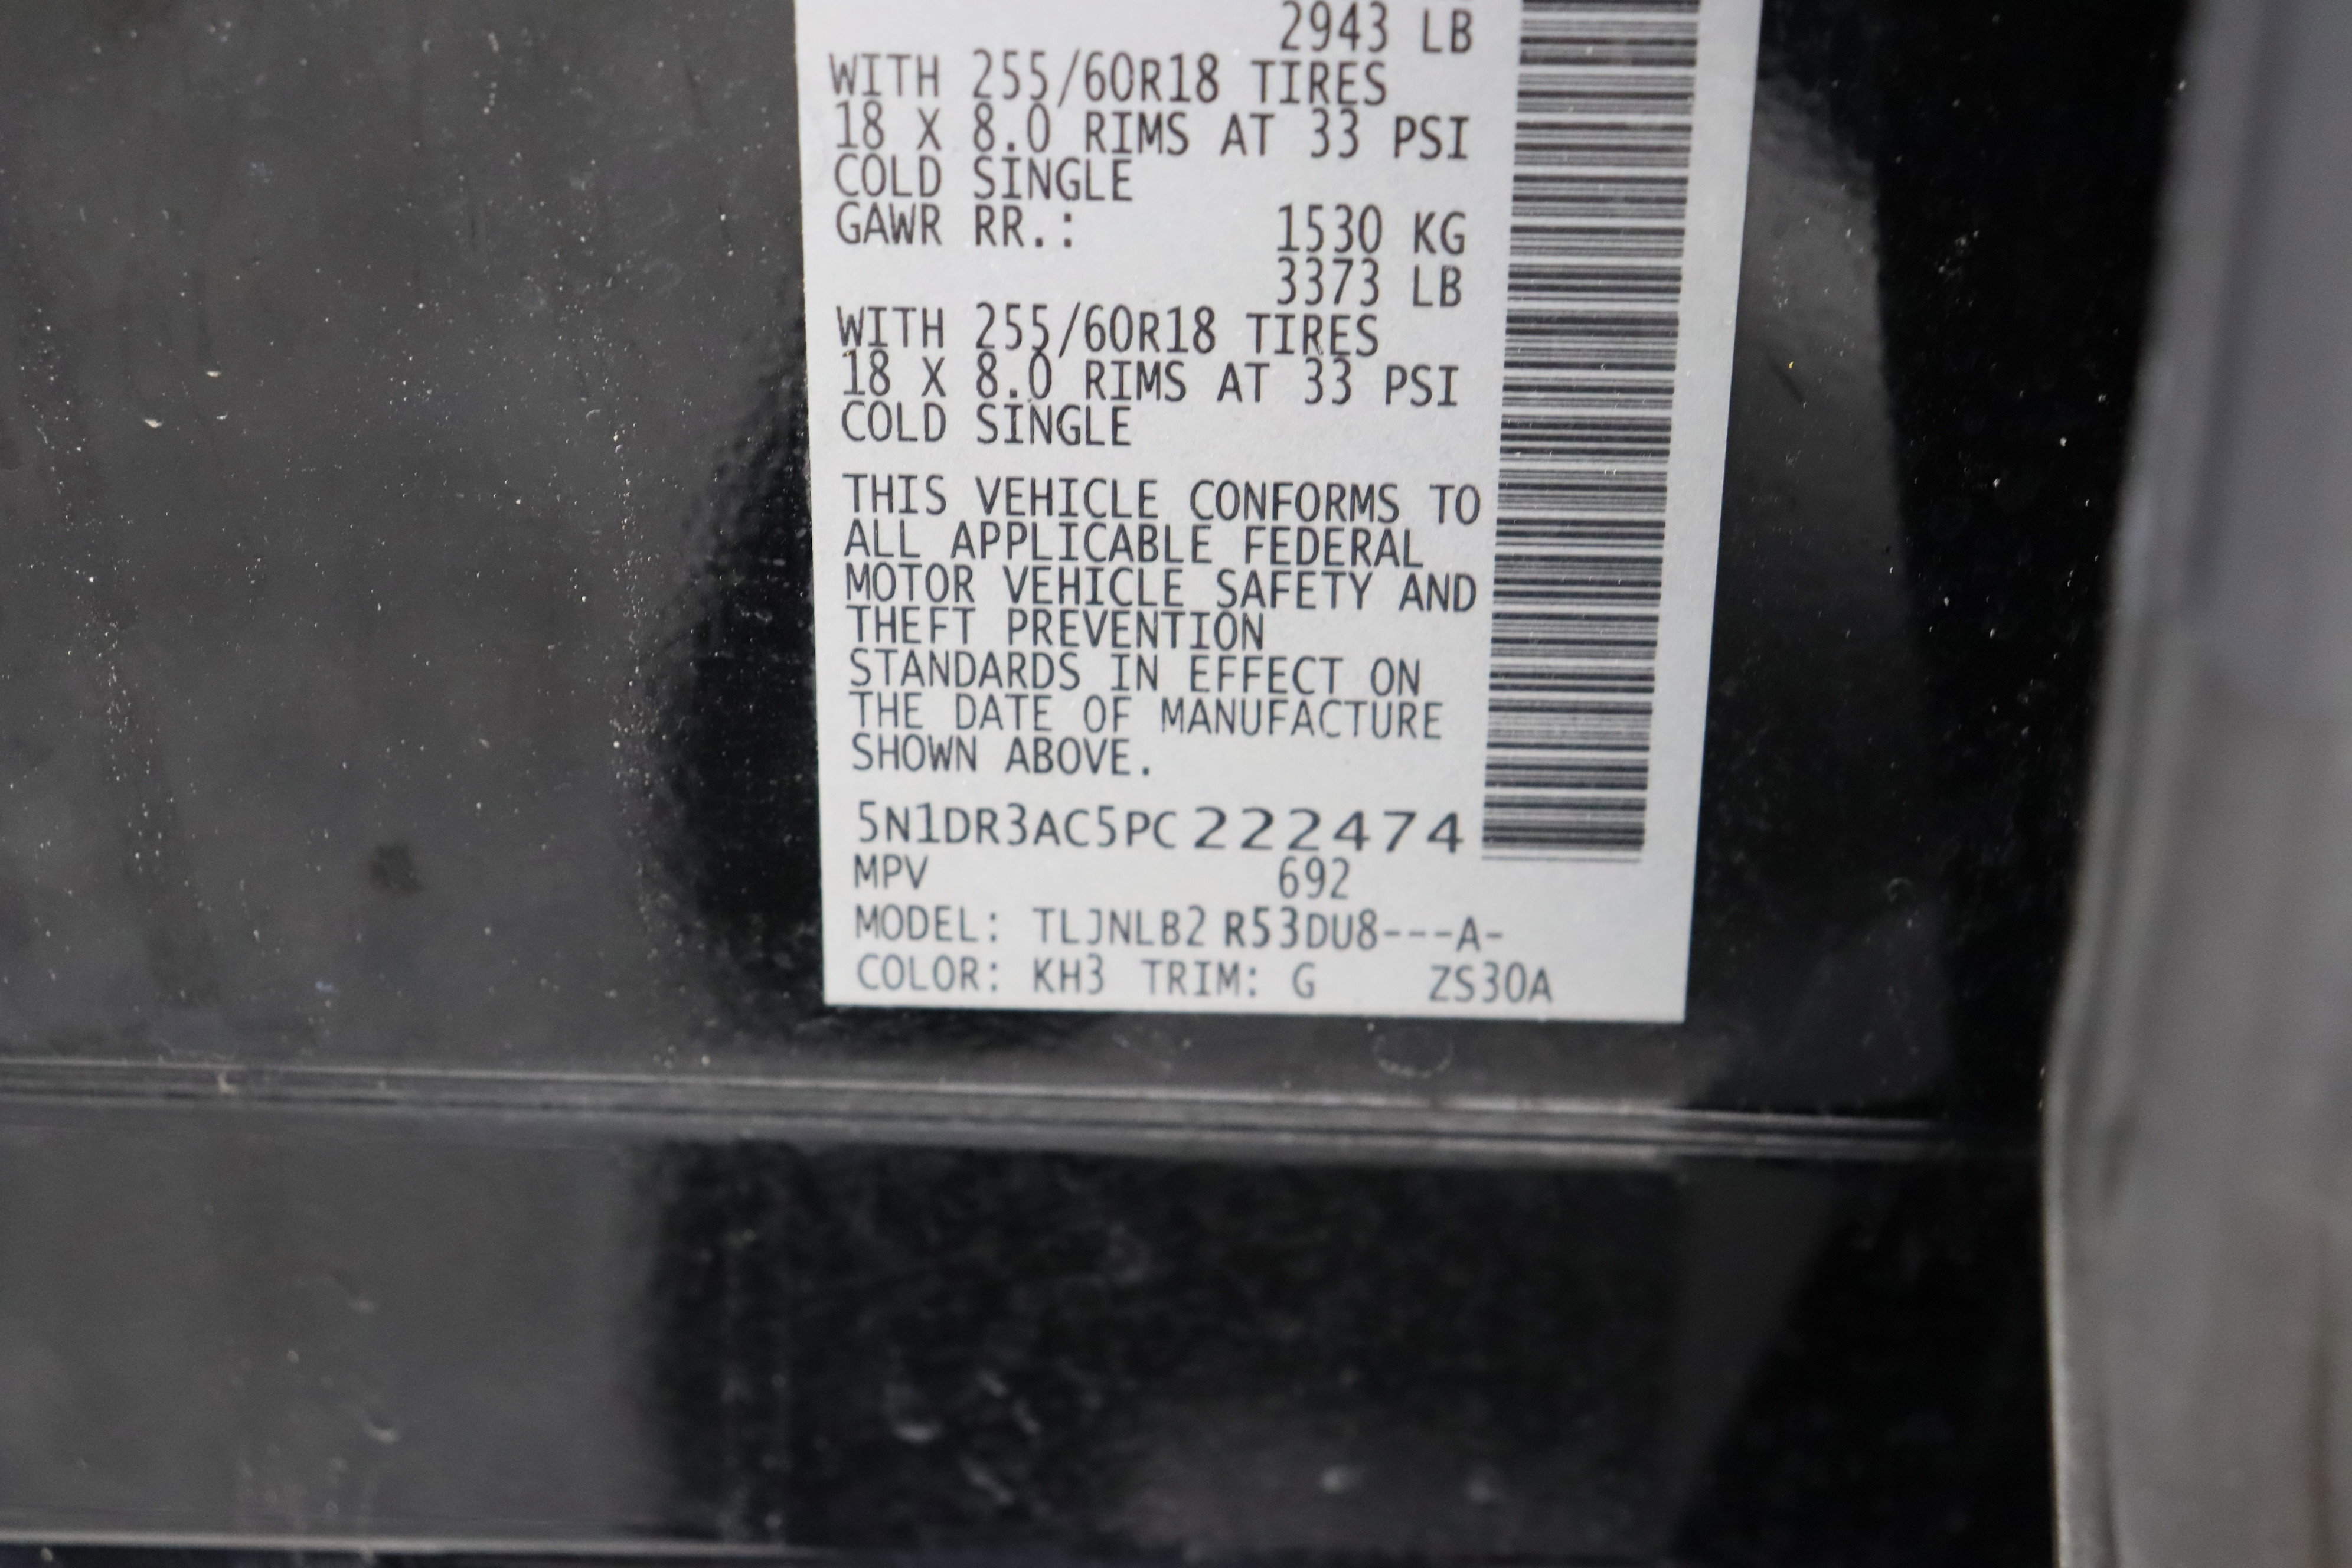 2943 LB
WITH 255/60R18 TIRES
18 X 8.0 RIMS AT 33 PSI
COLD SINGLE
GAWR RR.: 1530 KG
3373 LB
WITH 255/60R18 TIRES
18 X 8.0 RIMS AT 33 PSI
COLD SINGLE
THIS VEHICLE CONFORMS TO
ALL APPLICABLE FEDERAL
MOTOR VEHICLE SAFETY AND
THEFT PREVENTION
STANDARDS IN EFFECT ON
THE DATE OF MANUFACTURE
SHOWN ABOVE.
5N1DR3AC5PC222474
MPV 692
MODEL: TLJNLB2 R53DU8---A-
COLOR: KH3 TRIM: G ZS30A